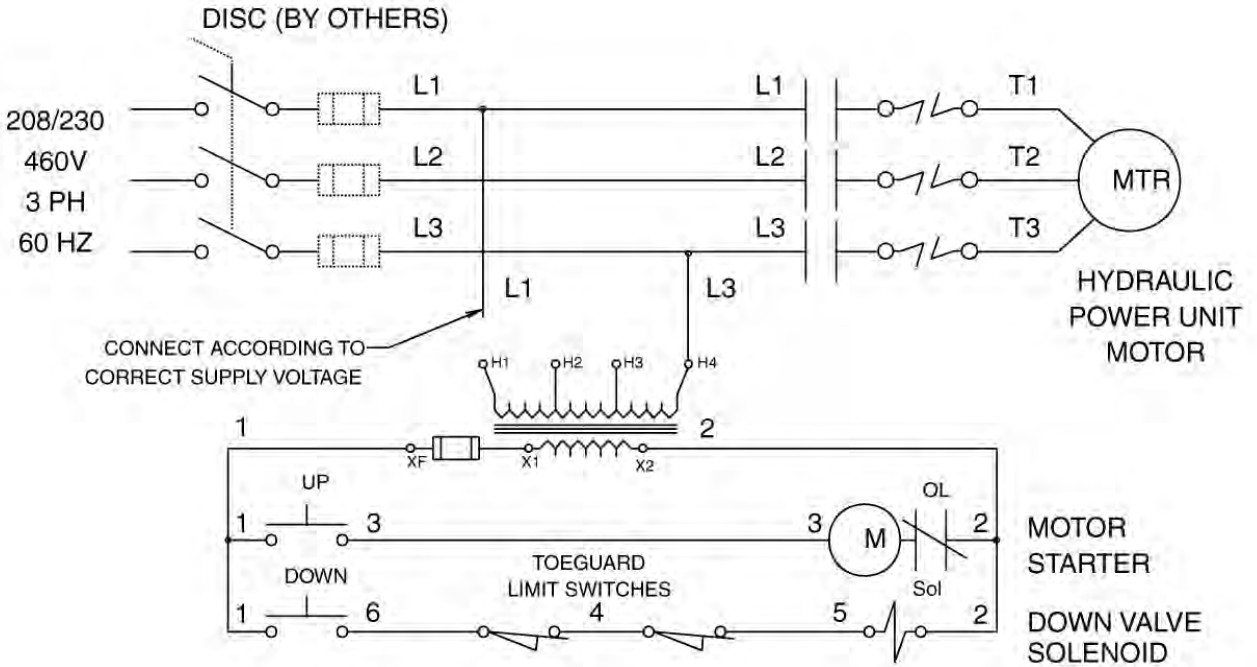 DISC (BY OTHERS)
L1 L1 T1
208/230
460V
3 PH
60 HZ
L2 L2 T2
MTR
L3 L3 T3
L1 L3
HYDRAULIC
POWER UNIT
MOTOR
CONNECT ACCORDING TO
CORRECT SUPPLY VOLTAGE
H1 H2 H3 H4
1 2
XF X1 X2
UP
OL
1 3 3 M 2
MOTOR
STARTER
DOWN
TOEGUARD
LIMIT SWITCHES
Sol
1 6 4 5 2
DOWN VALVE
SOLENOID